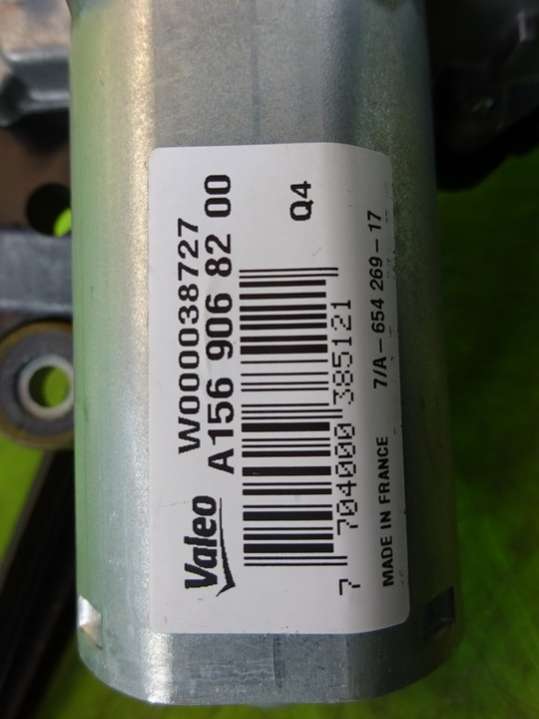 Valeo
W000038727
A156 906 82 00
Q4
7 704000 385121
MADE IN FRANCE 7/A-654 269-17